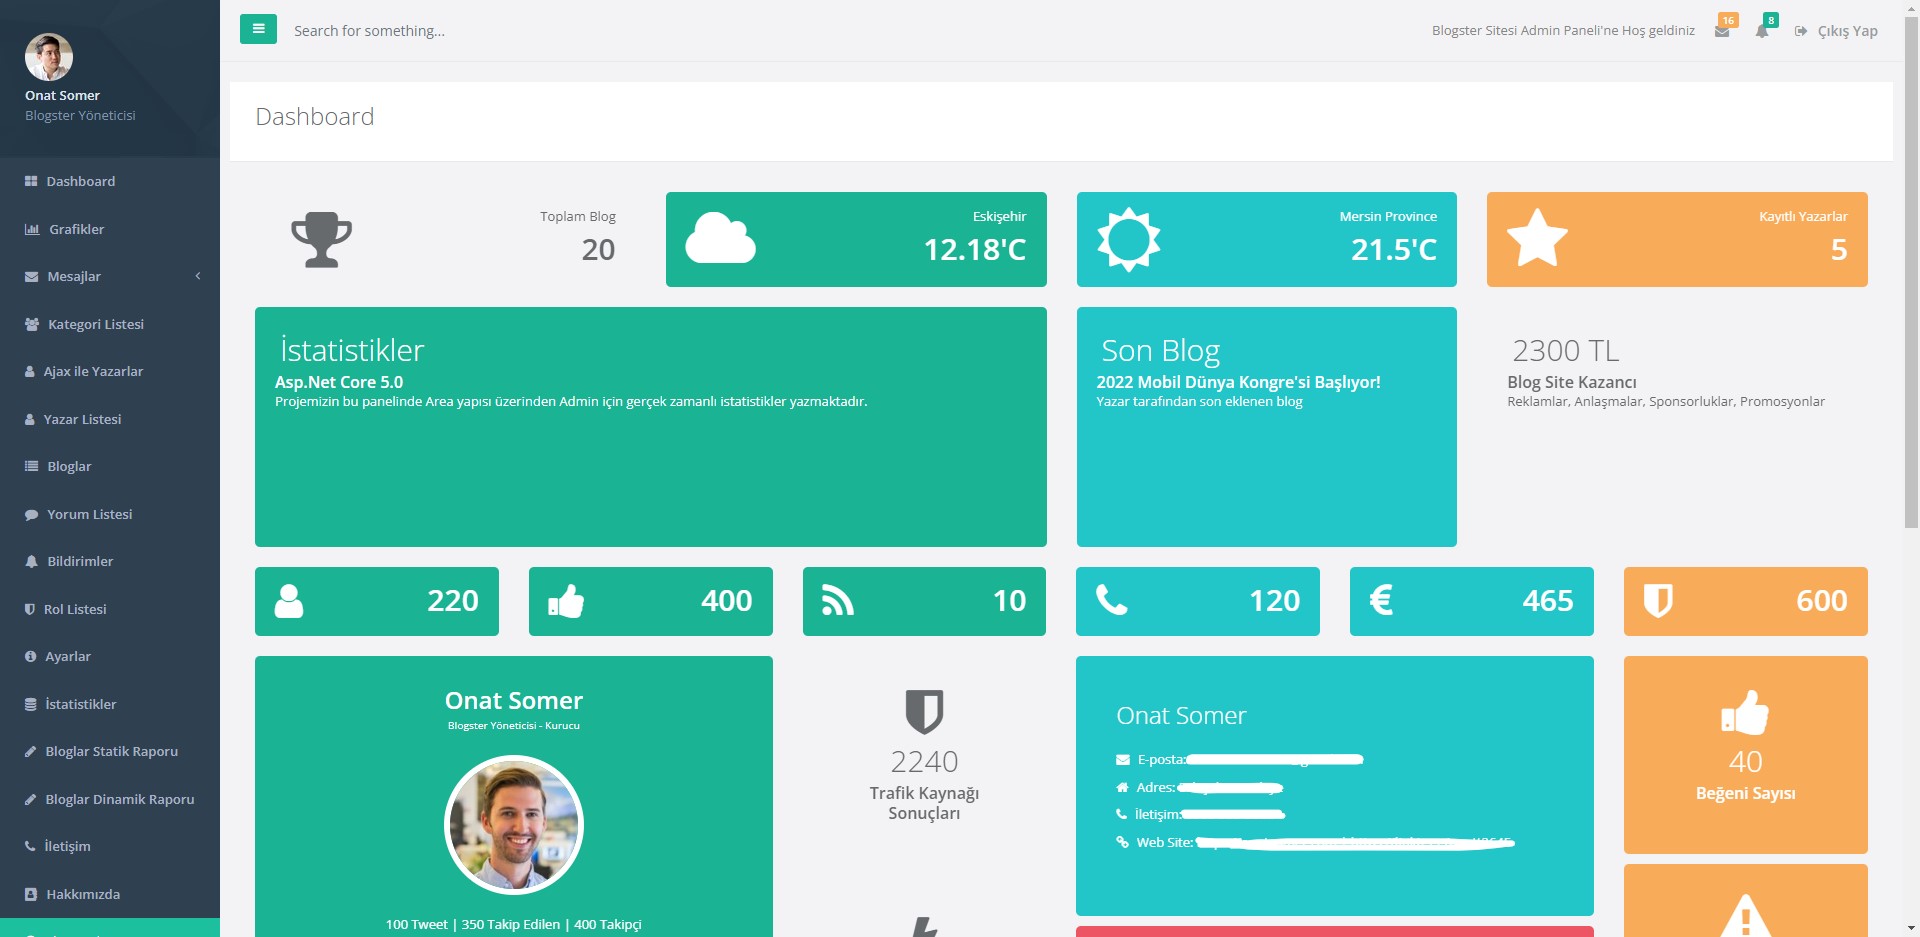 Onat Somer
Blogster Yöneticisi
Dashboard
Grafikler
Mesajlar
Kategori Listesi
Ajax ile Yazarlar
Yazar Listesi
Bloglar
Yorum Listesi
Bildirimler
Rol Listesi
Ayarlar
İstatistikler
Bloglar Statik Raporu
Bloglar Dinamik Raporu
İletişim
Hakkımızda
Search for something...
Blogster Sitesi Admin Paneli'ne Hoş geldiniz
16
8
Çıkış Yap
Dashboard
Toplam Blog
20
Eskişehir
12.18'C
Mersin Province
21.5'C
Kayıtlı Yazarlar
5
İstatistikler
Asp.Net Core 5.0
Projemizin bu panelinde Area yapısı üzerinden Admin için gerçek zamanlı istatistikler yazmaktadır.
Son Blog
2022 Mobil Dünya Kongre'si Başlıyor!
Yazar tarafından son eklenen blog
2300 TL
Blog Site Kazancı
Reklamlar, Anlaşmalar, Sponsorluklar, Promosyonlar
220
400
10
120
465
600
Onat Somer
Blogster Yöneticisi - Kurucu
100 Tweet | 350 Takip Edilen | 400 Takipçi
2240
Trafik Kaynağı
Sonuçları
Onat Somer
E-posta:
Adres:
İletişim:
Web Site:
40
Beğeni Sayısı